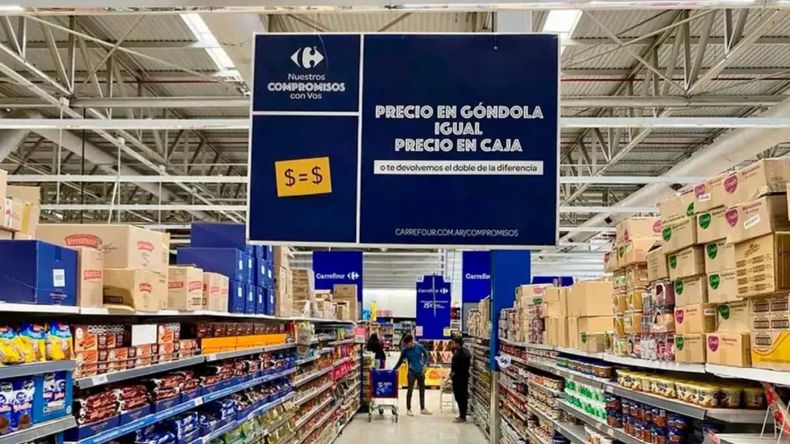 Nuestros
COMPROMISOS
con Vos
PRECIO EN GÓNDOLA
IGUAL
PRECIO EN CAJA
o te devolvemos el doble de la diferencia
$=$
CARREFOUR.COM.AR/COMPROMISOS
Carrefour
Carrefour